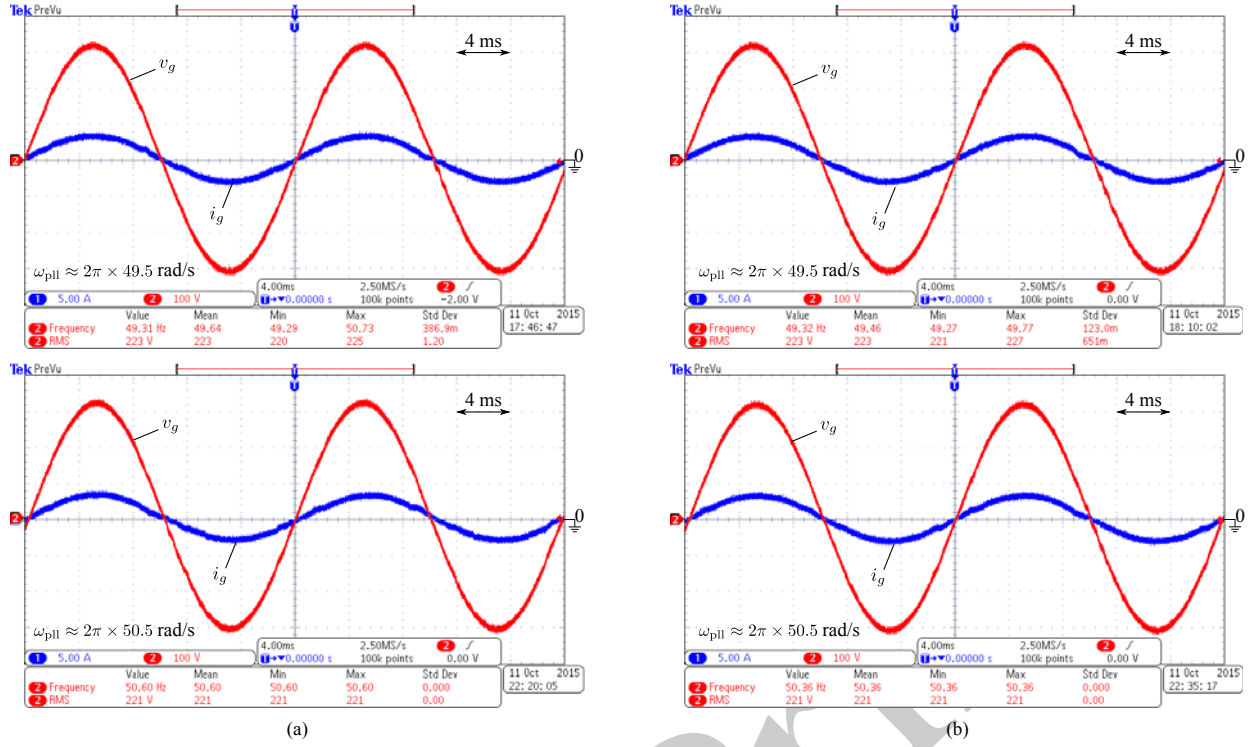 Tek PreVu
T
U
4 ms
v_g
2
0
i_g
ω_pll ≈ 2π × 49.5 rad/s
1 5.00 A 2 100 V
4.00ms 2.50MS/s 2
T→▼0.00000 s 100k points −2.00 V
Value Mean Min Max Std Dev
2 Frequency 49.31 Hz 49.64 49.29 50.73 386.9m
2 RMS 223 V 223 220 225 1.20
11 Oct 2015
17:46:47
Tek PreVu
T
U
4 ms
v_g
2
0
i_g
ω_pll ≈ 2π × 49.5 rad/s
1 5.00 A 2 100 V
4.00ms 2.50MS/s 2
T→▼0.00000 s 100k points 0.00 V
Value Mean Min Max Std Dev
2 Frequency 49.32 Hz 49.46 49.27 49.77 123.0m
2 RMS 223 V 223 221 227 651m
11 Oct 2015
18:10:02
Tek PreVu
T
U
4 ms
v_g
2
0
i_g
ω_pll ≈ 2π × 50.5 rad/s
1 5.00 A 2 100 V
4.00ms 2.50MS/s 2
T→▼0.00000 s 100k points 0.00 V
Value Mean Min Max Std Dev
2 Frequency 50.60 Hz 50.60 50.60 50.60 0.000
2 RMS 221 V 221 221 221 0.00
11 Oct 2015
22:20:05
Tek PreVu
T
U
4 ms
v_g
2
0
i_g
ω_pll ≈ 2π × 50.5 rad/s
1 5.00 A 2 100 V
4.00ms 2.50MS/s 2
T→▼0.00000 s 100k points 0.00 V
Value Mean Min Max Std Dev
2 Frequency 50.36 Hz 50.36 50.36 50.36 0.000
2 RMS 221 V 221 221 221 0.00
11 Oct 2015
22:35:17
(a)
(b)